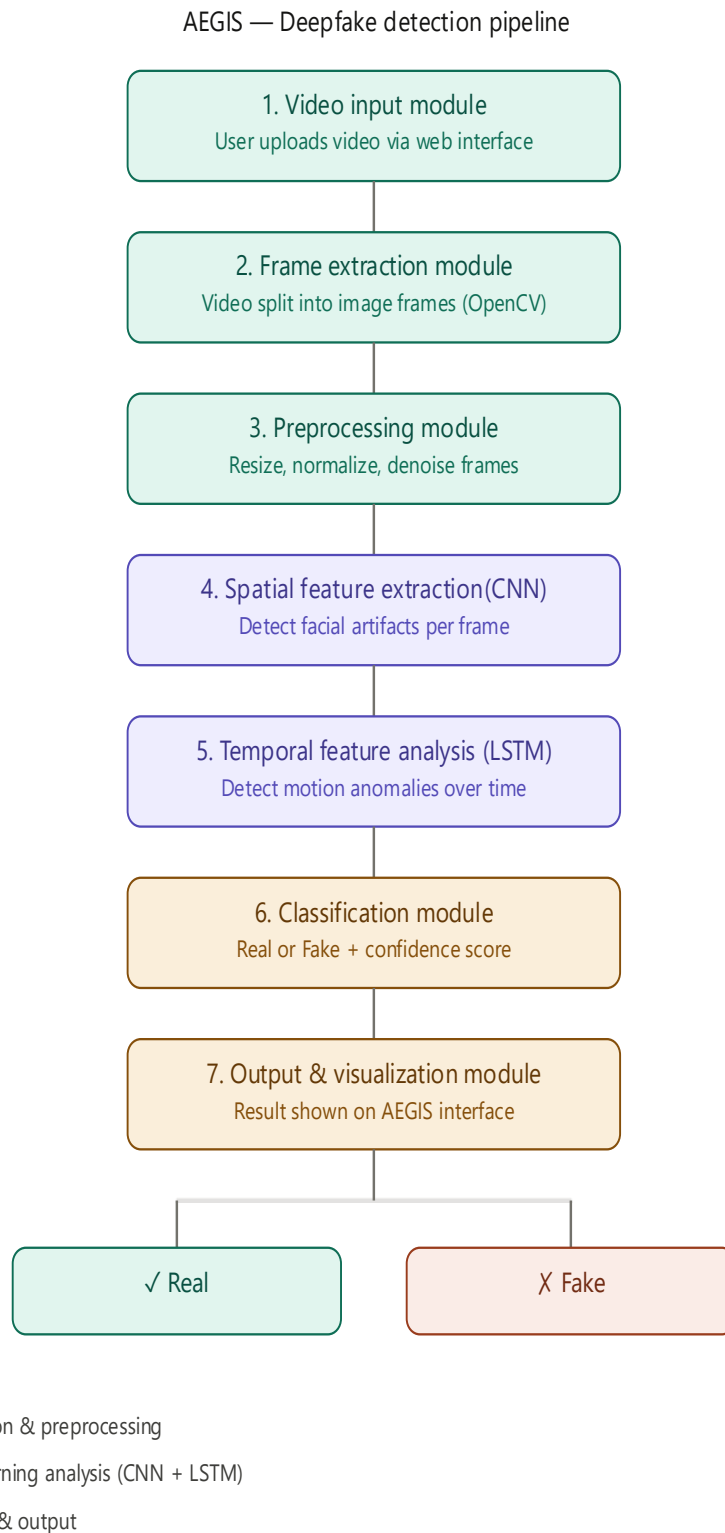 AEGIS — Deepfake detection pipeline
1. Video input module
User uploads video via web interface
2. Frame extraction module
Video split into image frames (OpenCV)
3. Preprocessing module
Resize, normalize, denoise frames
4. Spatial feature extraction(CNN)
Detect facial artifacts per frame
5. Temporal feature analysis (LSTM)
Detect motion anomalies over time
6. Classification module
Real or Fake + confidence score
7. Output & visualization module
Result shown on AEGIS interface
✓ Real
✗ Fake
& preprocessing
analysis (CNN + LSTM)
& output